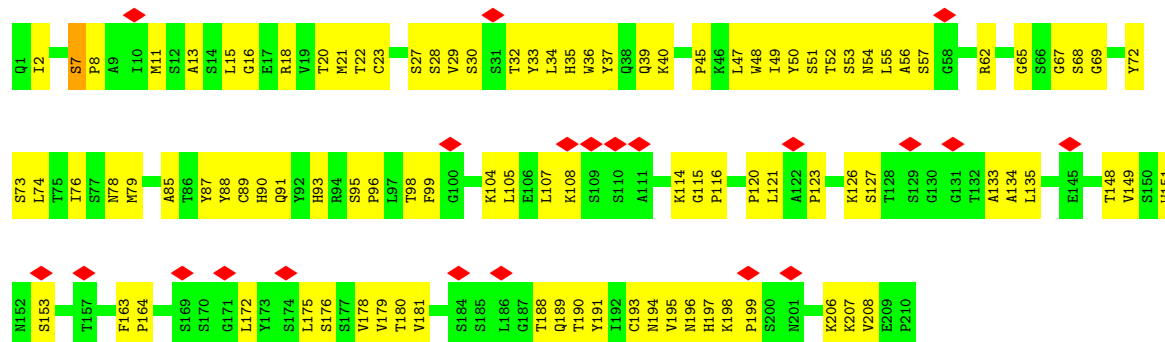 Q1 I2 S7 P8 A9 I10 M11 S12 A13 S14 L15 G16 E17 R18 V19 T20 M21 T22 C23 S27 S28 V29 S30 S31 T32 Y33 L34 H35 W36 Y37 Q38 Q39 K40 P45 K46 L47 W48 I49 Y50 S51 T52 S53 N54 L55 A56 S57 G58 R62 G65 S66 G67 S68 G69 Y72
S73 L74 T75 I76 S77 N78 M79 A85 T86 Y87 Y88 C89 H90 Q91 Y92 H93 R94 S95 P96 L97 T98 F99 G100 K104 L105 E106 L107 K108 S109 S110 A111 K114 G115 P116 P120 L121 A122 P123 K126 S127 T128 S129 G130 G131 T132 A133 A134 L135 E145 T148 V149 S150
N152 S153 T157 F163 P164 S169 S170 G171 L172 Y173 S174 L175 S176 S177 V178 V179 T180 V181 S184 S185 L186 G187 T188 Q189 T190 Y191 I192 C193 N194 V195 N196 H197 K198 P199 S200 N201 K206 K207 V208 E209 P210